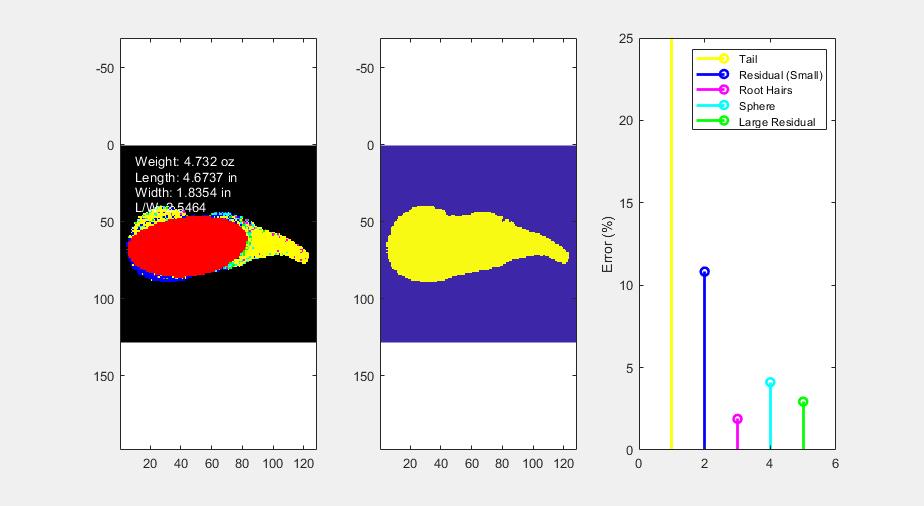 -50
0
50
100
150
20 40 60 80 100 120
Weight: 4.732 oz
Length: 4.6737 in
Width: 1.8354 in
L/W: 2.5464
-50
0
50
100
150
20 40 60 80 100 120
Error (%)
25
20
15
10
5
0
0 2 4 6
Tail
Residual (Small)
Root Hairs
Sphere
Large Residual